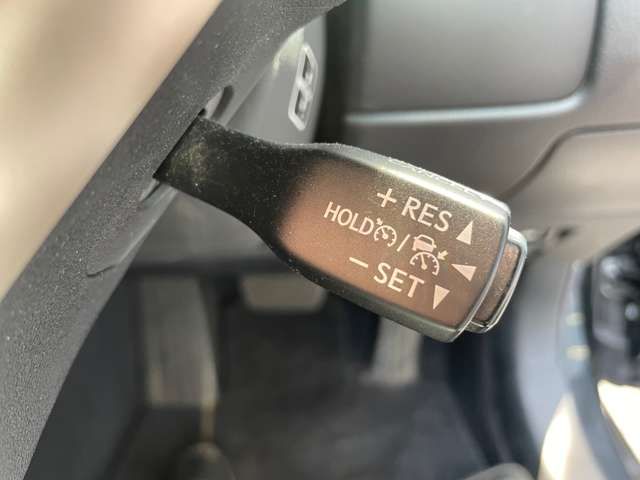 + RES
HOLD /
− SET